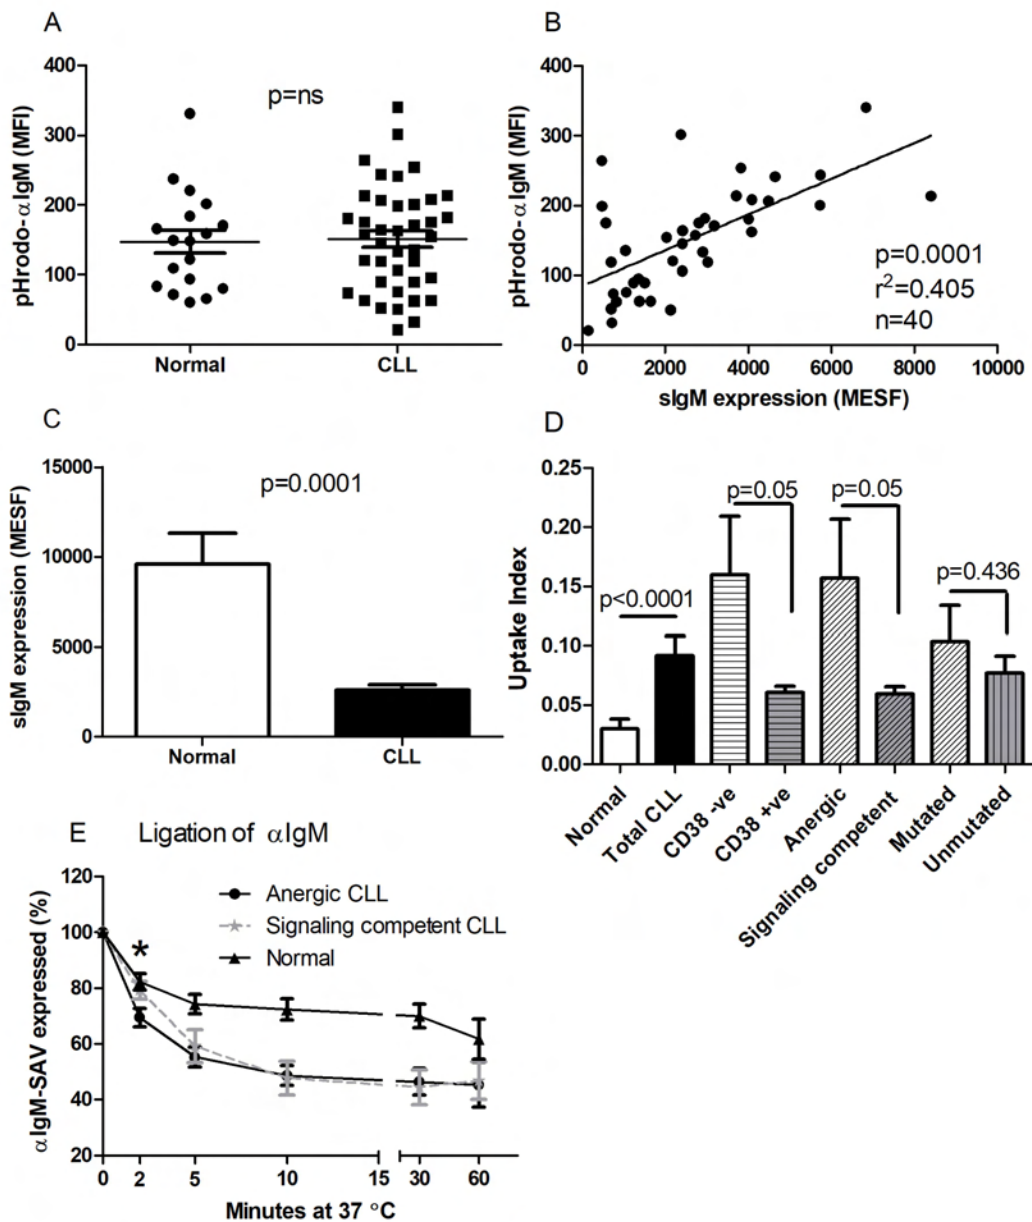 A
pHrodo-αIgM (MFI)
400
300
200
100
0
p=ns
Normal
CLL
B
pHrodo-αIgM (MFI)
400
300
200
100
0
p=0.0001
r²=0.405
n=40
0
2000
4000
6000
8000
10000
sIgM expression (MESF)
C
sIgM expression (MESF)
15000
10000
5000
0
p=0.0001
Normal
CLL
D
Uptake Index
0.25
0.20
0.15
0.10
0.05
0.00
p<0.0001
p=0.05
p=0.05
p=0.436
Normal
Total CLL
CD38 -ve
CD38 +ve
Anergic
Signaling competent
Mutated
Unmutated
E
Ligation of αIgM
αIgM-SAV expressed (%)
120
100
80
60
40
20
*
Anergic CLL
Signaling competent CLL
Normal
0
2
5
10
15
30
60
Minutes at 37 °C